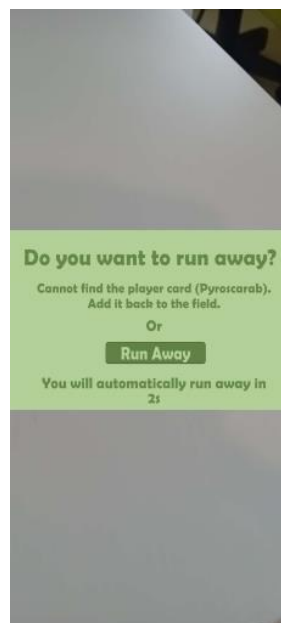 Do you want to run away?
Cannot find the player card (Pyroscarab).
Add it back to the field.
Or
Run Away
You will automatically run away in
2s